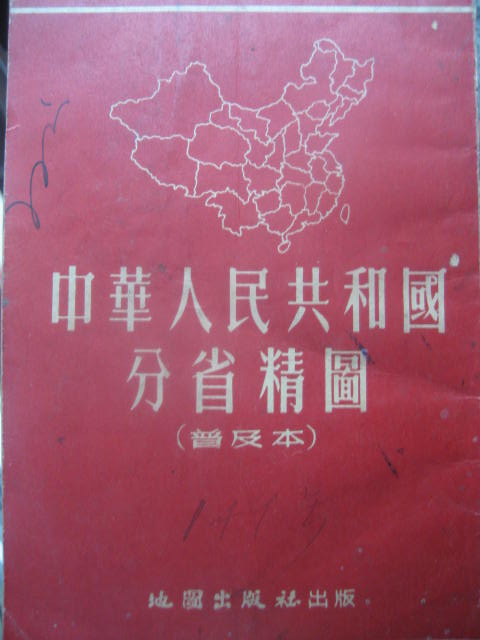 中華人民共和國
分省精圖
(普及本)
地圖出版社出版